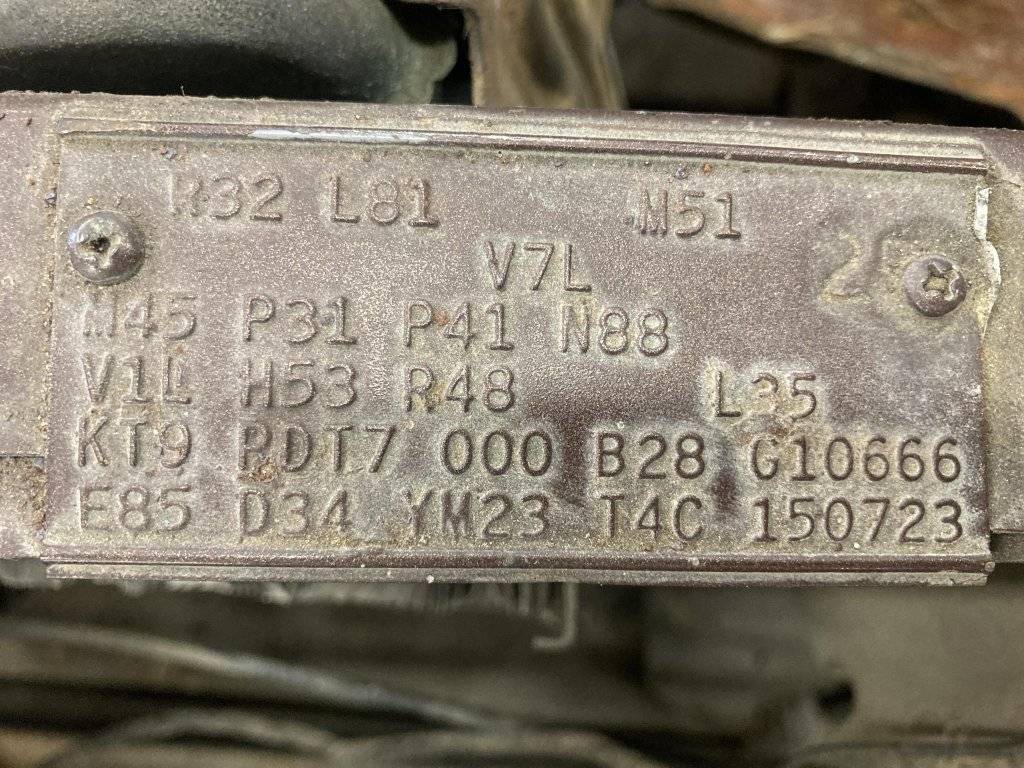 R32 L81 M51
V7L
M45 P31 P41 N88
V1L H53 R48 L35
KT9 PDT7 000 B28 G10666
E85 D34 YM23 T4C 150723